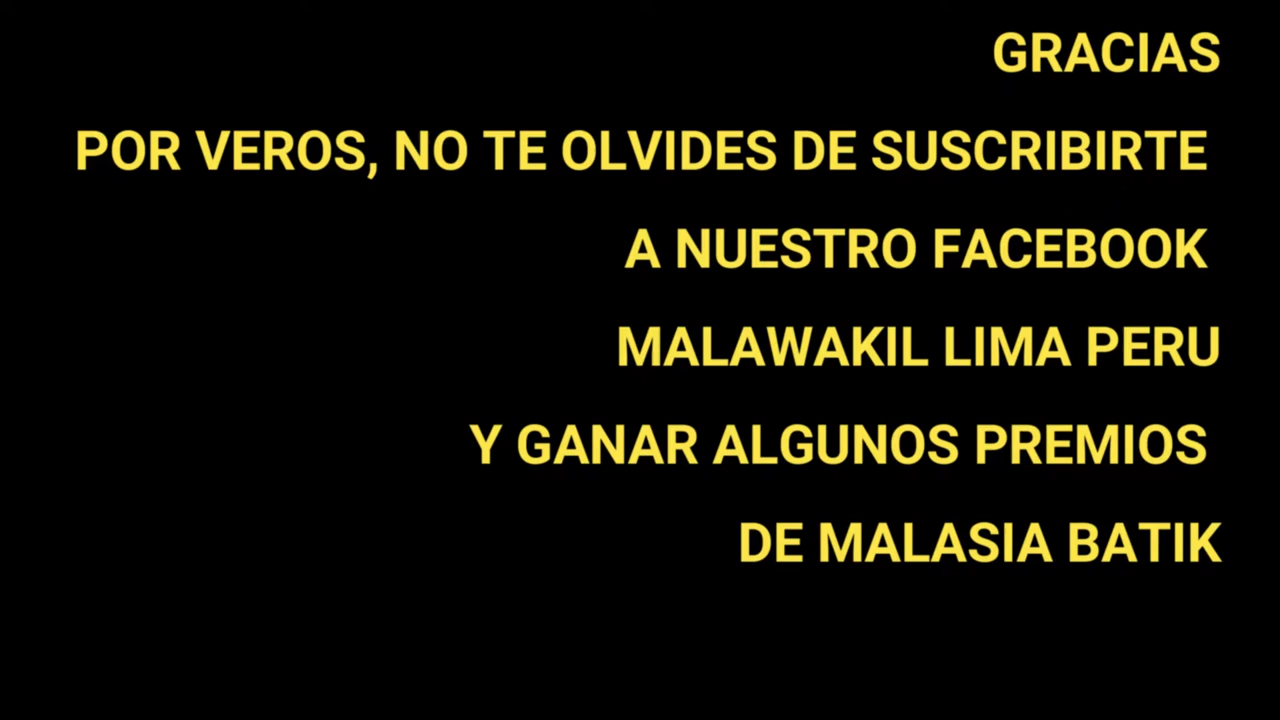 GRACIAS
POR VEROS, NO TE OLVIDES DE SUSCRIBIRTE
A NUESTRO FACEBOOK
MALAWAKIL LIMA PERU
Y GANAR ALGUNOS PREMIOS
DE MALASIA BATIK